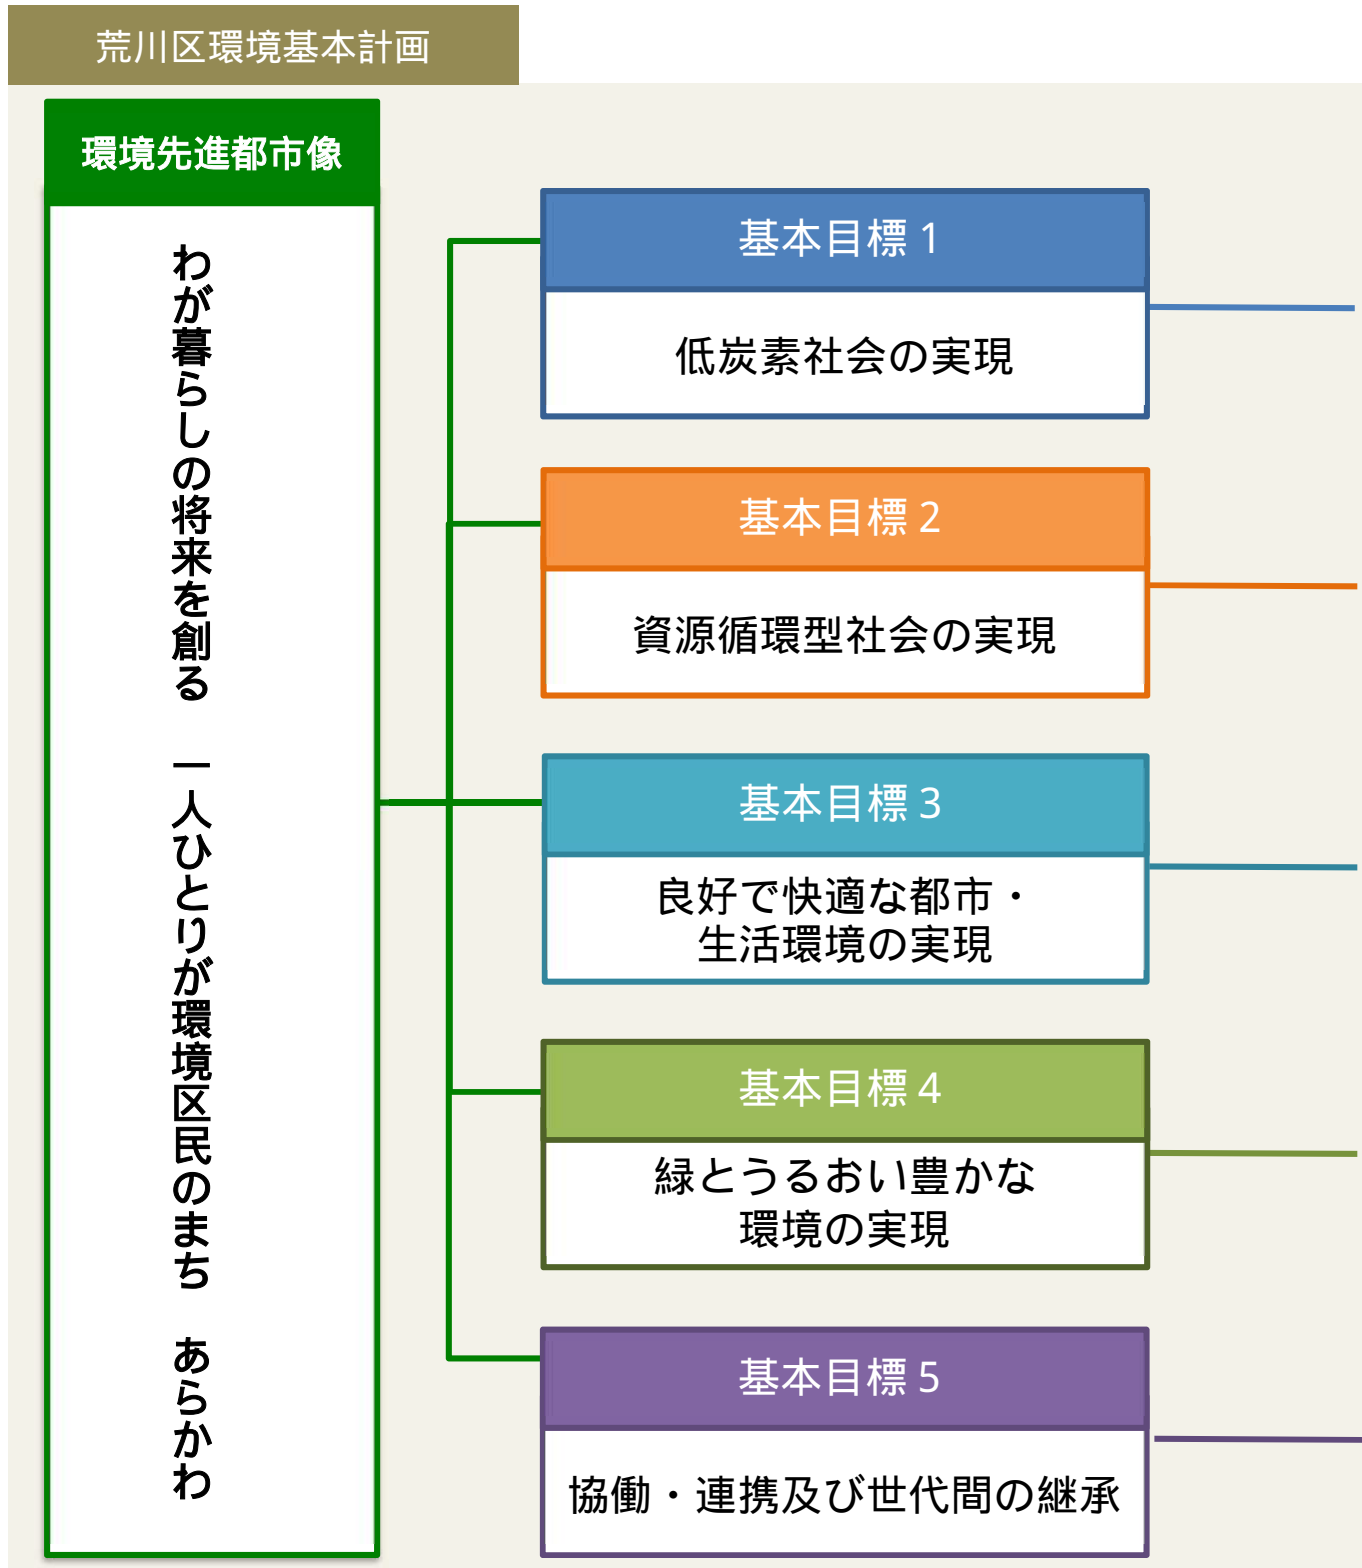 荒川区環境基本計画
環境先進都市像
わが暮らしの将来を創る　一人ひとりが環境区民のまち　あらかわ
基本目標1
低炭素社会の実現
基本目標2
資源循環型社会の実現
基本目標3
良好で快適な都市・
生活環境の実現
基本目標4
緑とうるおい豊かな
環境の実現
基本目標5
協働・連携及び世代間の継承